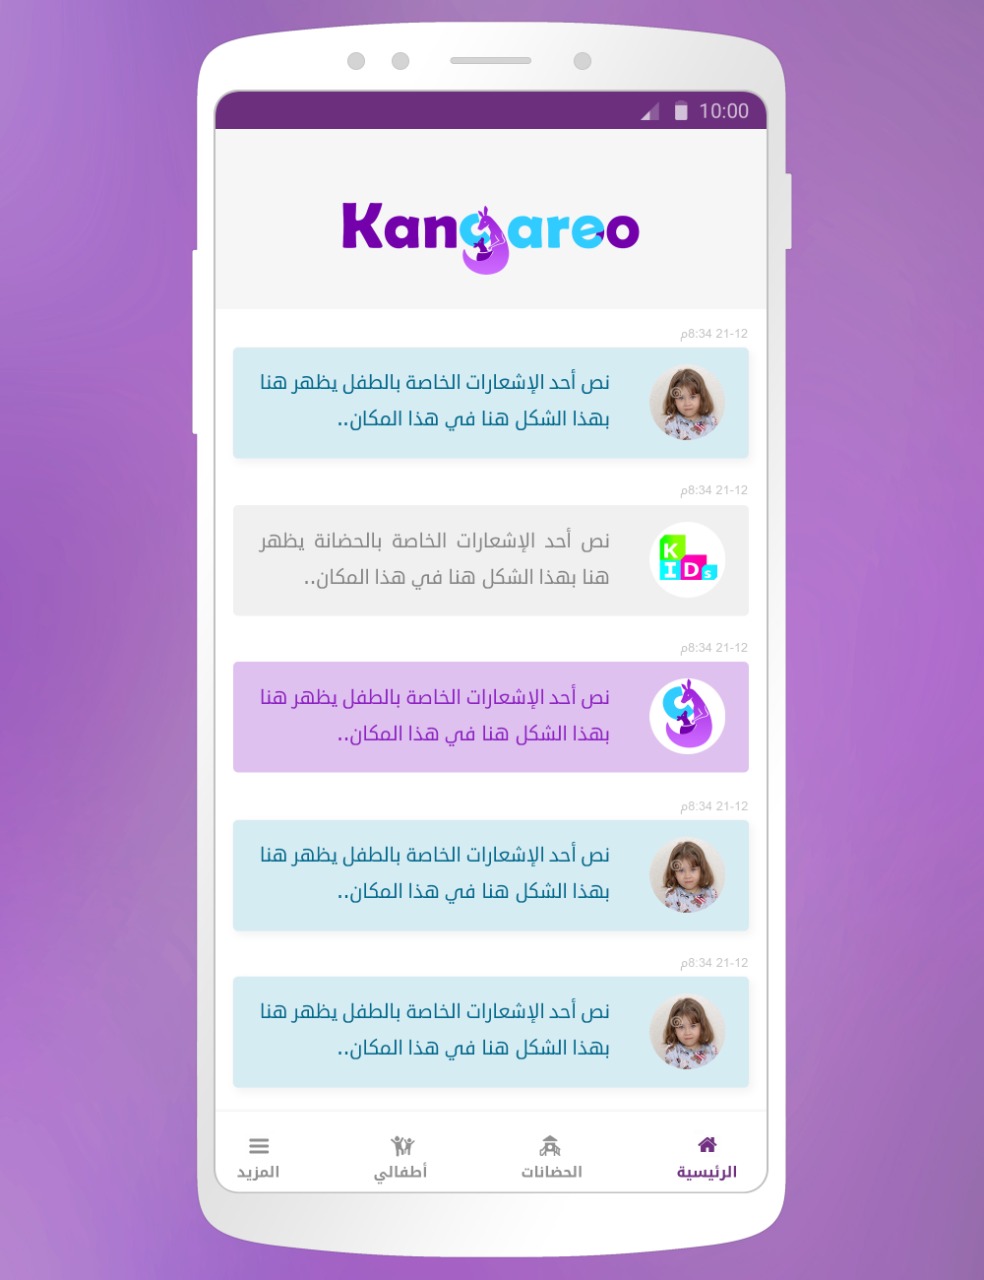 10:00
Kangareo
21-12 8:34م
نص أحد الإشعارات الخاصة بالطفل يظهر هنا
بهذا الشكل هنا في هذا المكان..
21-12 8:34م
نص أحد الإشعارات الخاصة بالحضانة يظهر
هنا بهذا الشكل هنا في هذا المكان..
KIDs
21-12 8:34م
نص أحد الإشعارات الخاصة بالطفل يظهر هنا
بهذا الشكل هنا في هذا المكان..
21-12 8:34م
نص أحد الإشعارات الخاصة بالطفل يظهر هنا
بهذا الشكل هنا في هذا المكان..
21-12 8:34م
نص أحد الإشعارات الخاصة بالطفل يظهر هنا
بهذا الشكل هنا في هذا المكان..
الرئيسية
الحضانات
أطفالي
المزيد